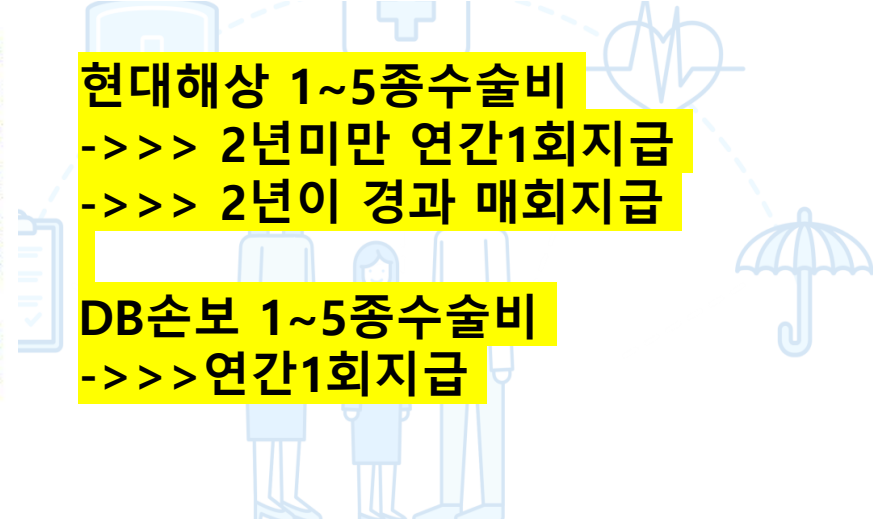 현대해상 1~5종수술비
->>> 2년미만 연간1회지급
->>> 2년이 경과 매회지급
DB손보 1~5종수술비
->>>연간1회지급